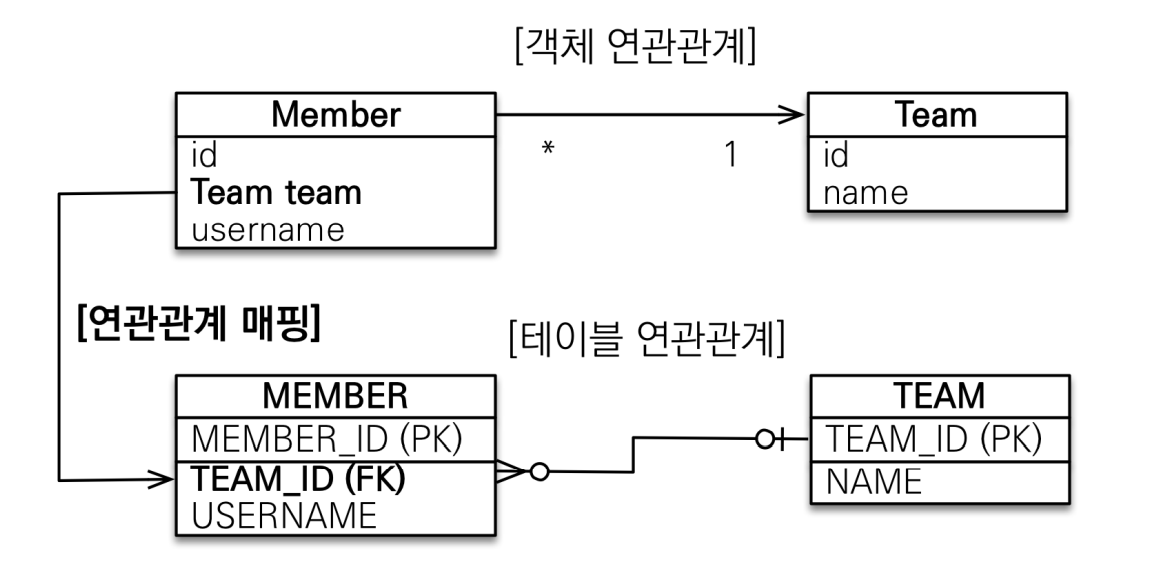 [객체 연관관계]
Member
id
Team team
username
*
1
Team
id
name
[연관관계 매핑]
[테이블 연관관계]
MEMBER
MEMBER_ID (PK)
TEAM_ID (FK)
USERNAME
TEAM
TEAM_ID (PK)
NAME